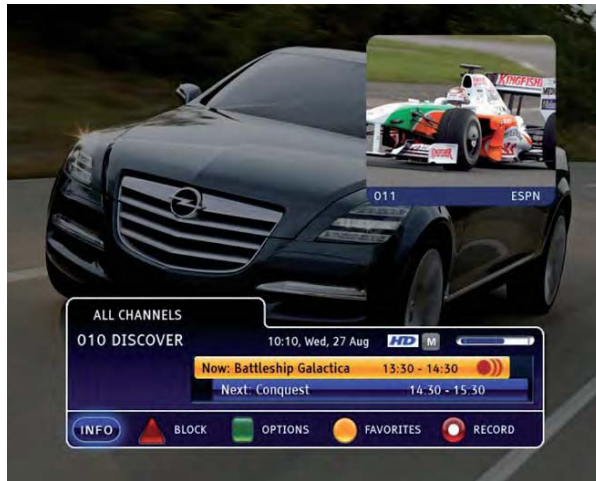 KINGFISH
KINGFISHER
011 ESPN
ALL CHANNELS
010 DISCOVER
10:10, Wed, 27 Aug HD M
Now: Battleship Galactica 13:30 - 14:30
Next: Conquest 14:30 - 15:30
INFO BLOCK OPTIONS FAVORITES RECORD